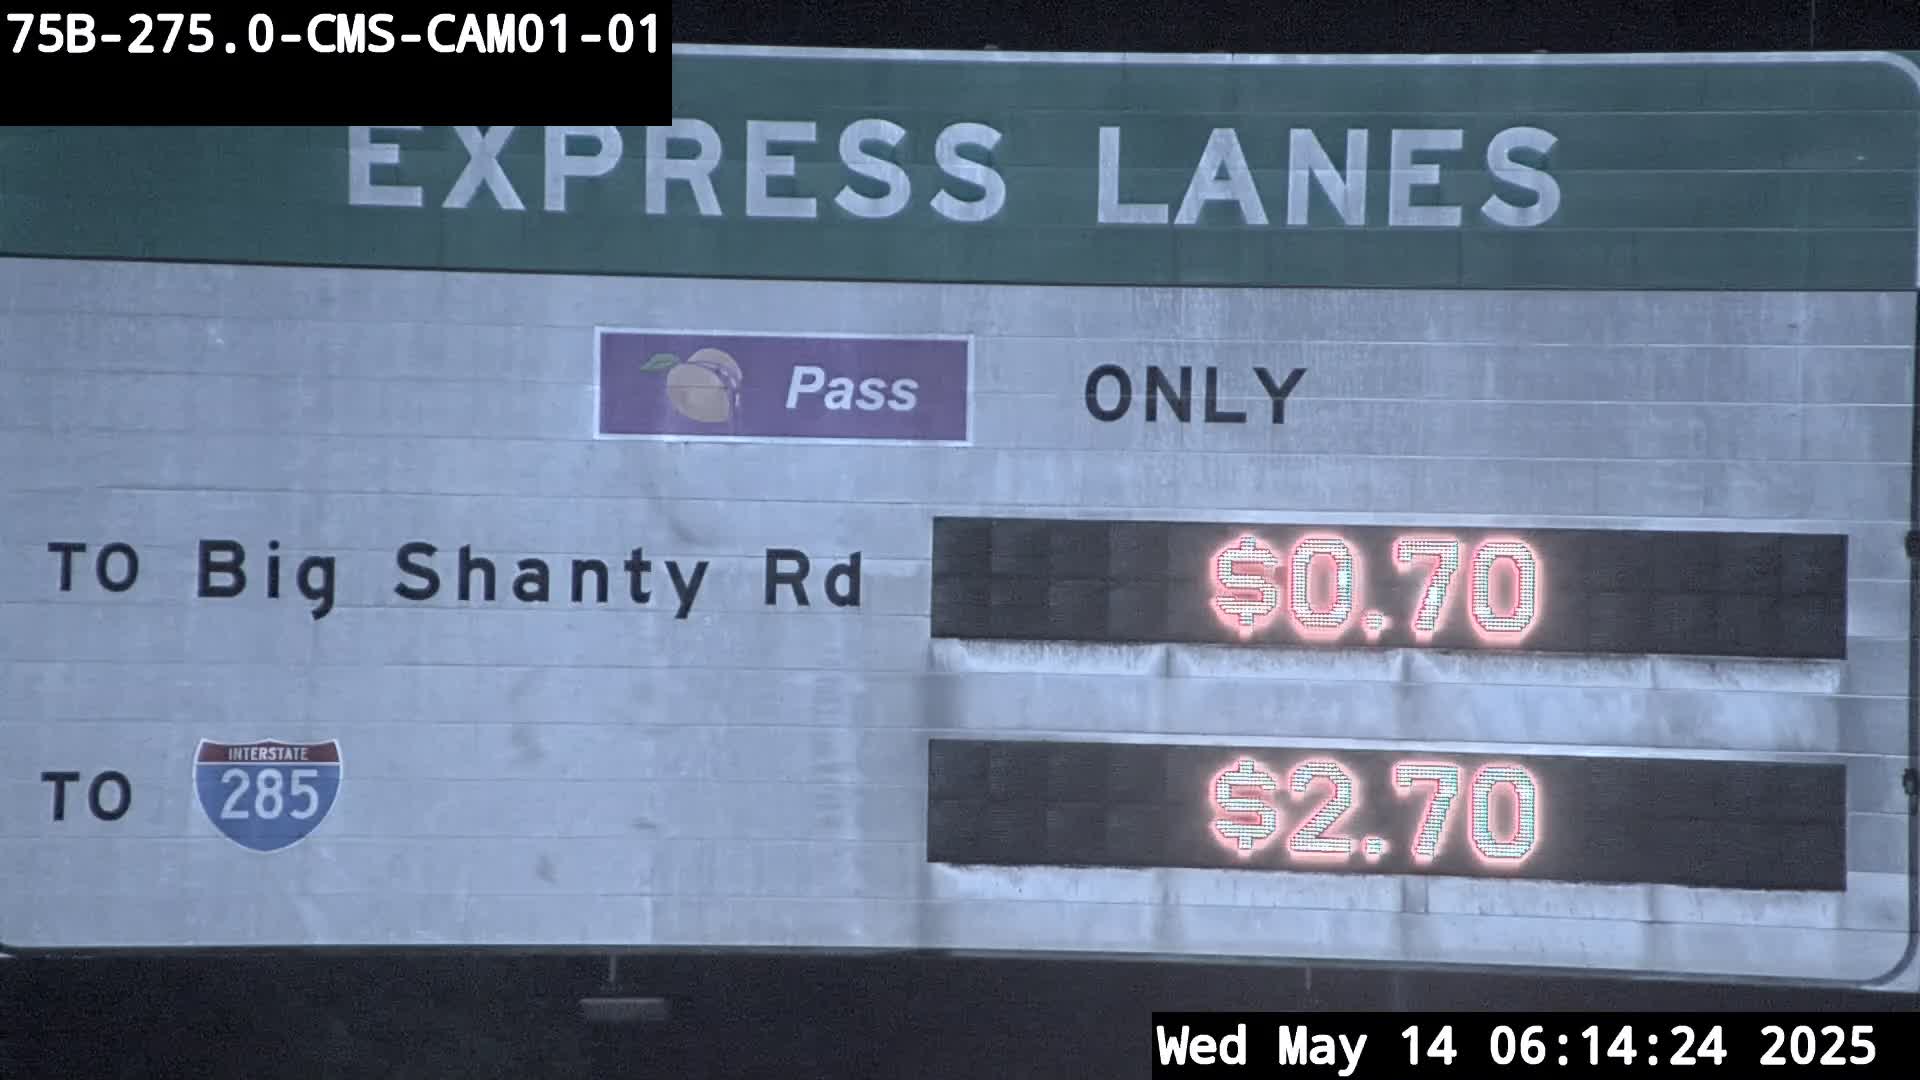 75B-275.0-CMS-CAM01-01
EXPRESS LANES
Pass ONLY
TO Big Shanty Rd $0.70
TO INTERSTATE 285 $2.70
Wed May 14 06:14:24 2025